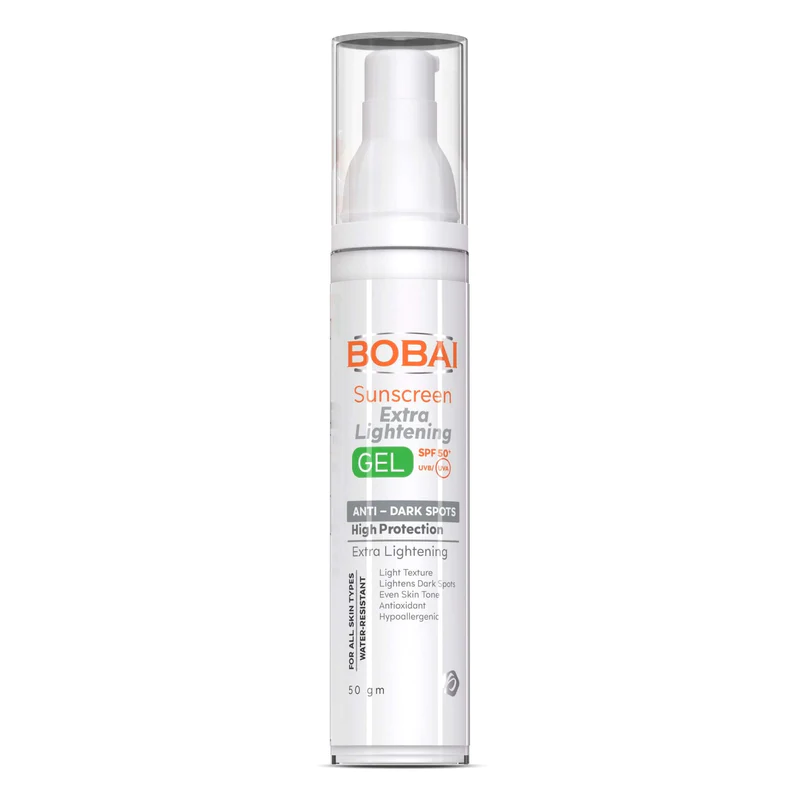 BOBAI
Sunscreen
Extra
Lightening
GEL
SPF 50+
UVB/ UVA
ANTI – DARK SPOTS
High Protection
Extra Lightening
Light Texture
Lightens Dark Spots
Even Skin Tone
Antioxidant
Hypoallergenic
FOR ALL SKIN TYPES
WATER-RESISTANT
50 gm